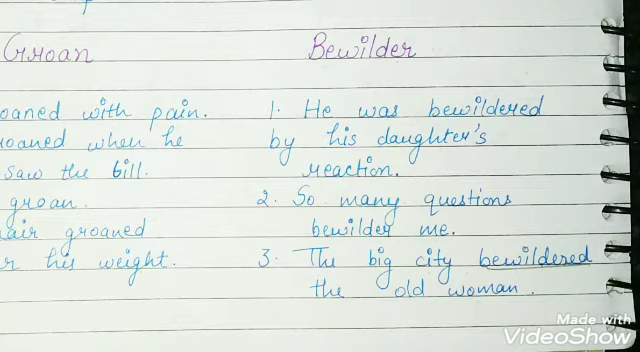 Groan
oaned with pain.
roaned when he
saw the bill.
groan.
air groaned
r his weight.
Bewilder
1. He was bewildered
by his daughter's
reaction.
2. So many questions
bewilder me.
3. The big city bewildered
the old woman.
Made with
VideoShow